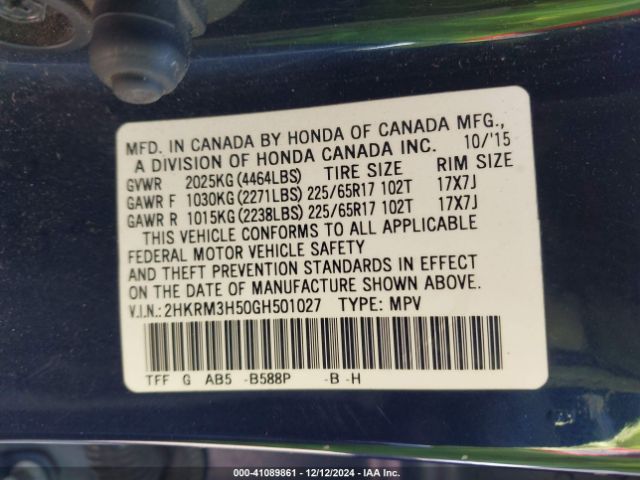 MFD. IN CANADA BY HONDA OF CANADA MFG.,
A DIVISION OF HONDA CANADA INC. 10/'15
GVWR 2025KG (4464LBS) TIRE SIZE RIM SIZE
GAWR F 1030KG (2271LBS) 225/65R17 102T 17X7J
GAWR R 1015KG (2238LBS) 225/65R17 102T 17X7J
THIS VEHICLE CONFORMS TO ALL APPLICABLE
FEDERAL MOTOR VEHICLE SAFETY
AND THEFT PREVENTION STANDARDS IN EFFECT
ON THE DATE OF MANUFACTURE SHOWN ABOVE.
V.I.N.: 2HKRM3H50GH501027 TYPE: MPV
TFF G AB5 -B588P -B -H
000-41089861 - 12/12/2024 - IAA Inc.